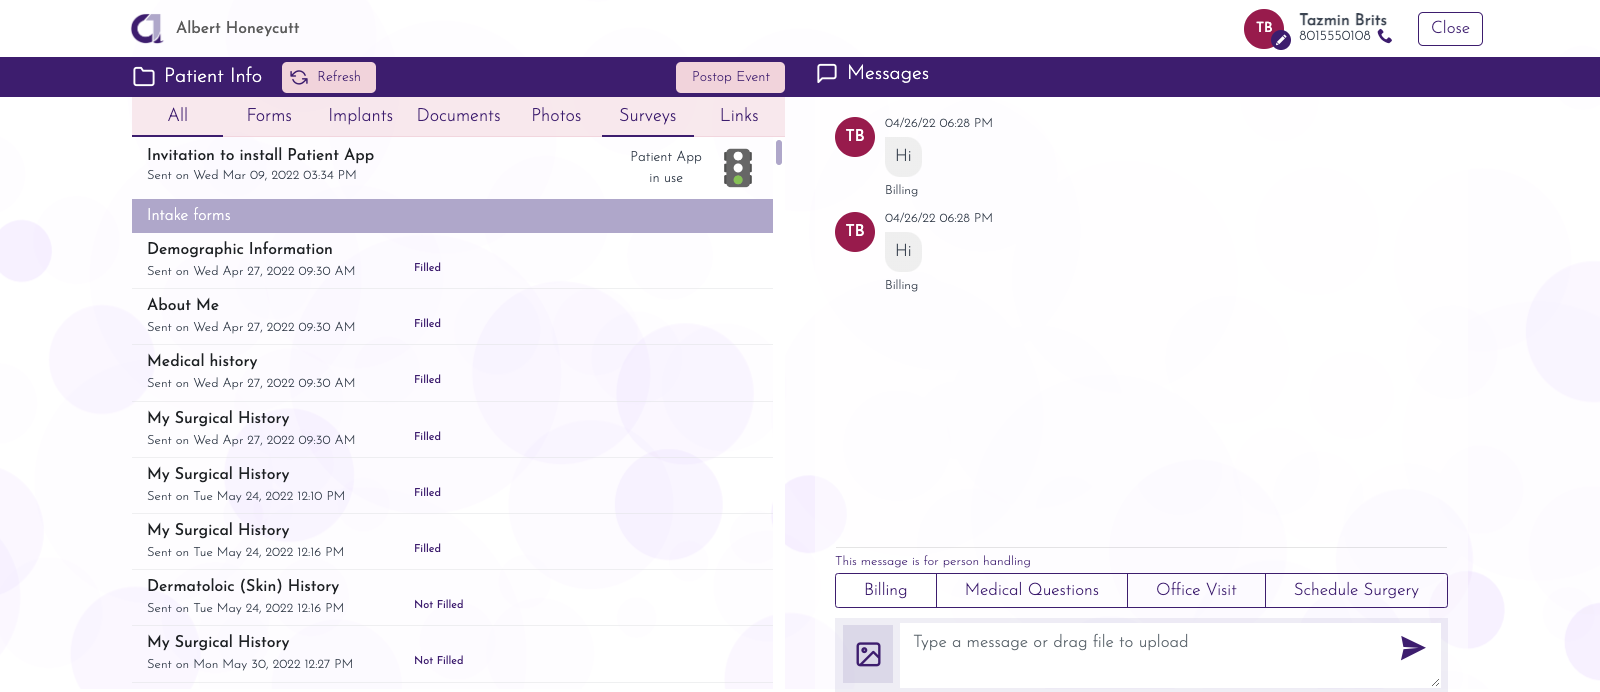 Albert Honeycutt
TB
Tazmin Brits
8015550108
Close
Patient Info
Refresh
Postop Event
Messages
All
Forms
Implants
Documents
Photos
Surveys
Links
Invitation to install Patient App
Sent on Wed Mar 09, 2022 03:34 PM
Patient App
in use
Intake forms
Demographic Information
Sent on Wed Apr 27, 2022 09:30 AM
Filled
About Me
Sent on Wed Apr 27, 2022 09:30 AM
Filled
Medical history
Sent on Wed Apr 27, 2022 09:30 AM
Filled
My Surgical History
Sent on Wed Apr 27, 2022 09:30 AM
Filled
My Surgical History
Sent on Tue May 24, 2022 12:10 PM
Filled
My Surgical History
Sent on Tue May 24, 2022 12:16 PM
Filled
Dermatoloic (Skin) History
Sent on Tue May 24, 2022 12:16 PM
Not Filled
My Surgical History
Sent on Mon May 30, 2022 12:27 PM
Not Filled
TB
04/26/22 06:28 PM
Hi
Billing
TB
04/26/22 06:28 PM
Hi
Billing
This message is for person handling
Billing
Medical Questions
Office Visit
Schedule Surgery
Type a message or drag file to upload